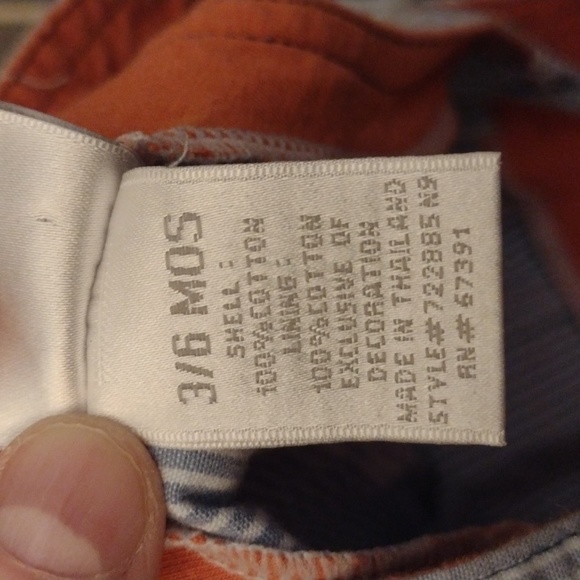 3/6 MOS
SHELL:
100%COTTON
LINING:
100%COTTON
EXCLUSIVE OF
DECORATION
MADE IN THAILAND
STYLE#722885 N9
RN# 67391